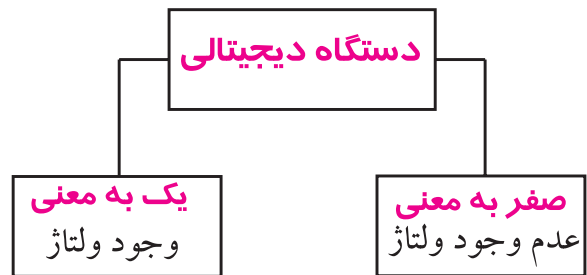 دستگاه دیجیتالی
صفر به معنی
عدم وجود ولتاژ
یک به معنی
وجود ولتاژ